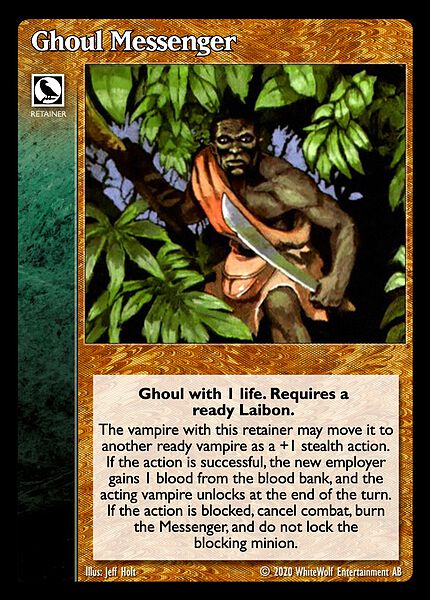 Ghoul Messenger
RETAINER
Ghoul with 1 life. Requires a
ready Laibon.
The vampire with this retainer may move it to
another ready vampire as a +1 stealth action.
If the action is successful, the new employer
gains 1 blood from the blood bank, and the
acting vampire unlocks at the end of the turn.
If the action is blocked, cancel combat, burn
the Messenger, and do not lock the
blocking minion.
Illus: Jeff Holt © 2020 WhiteWolf Entertainment AB